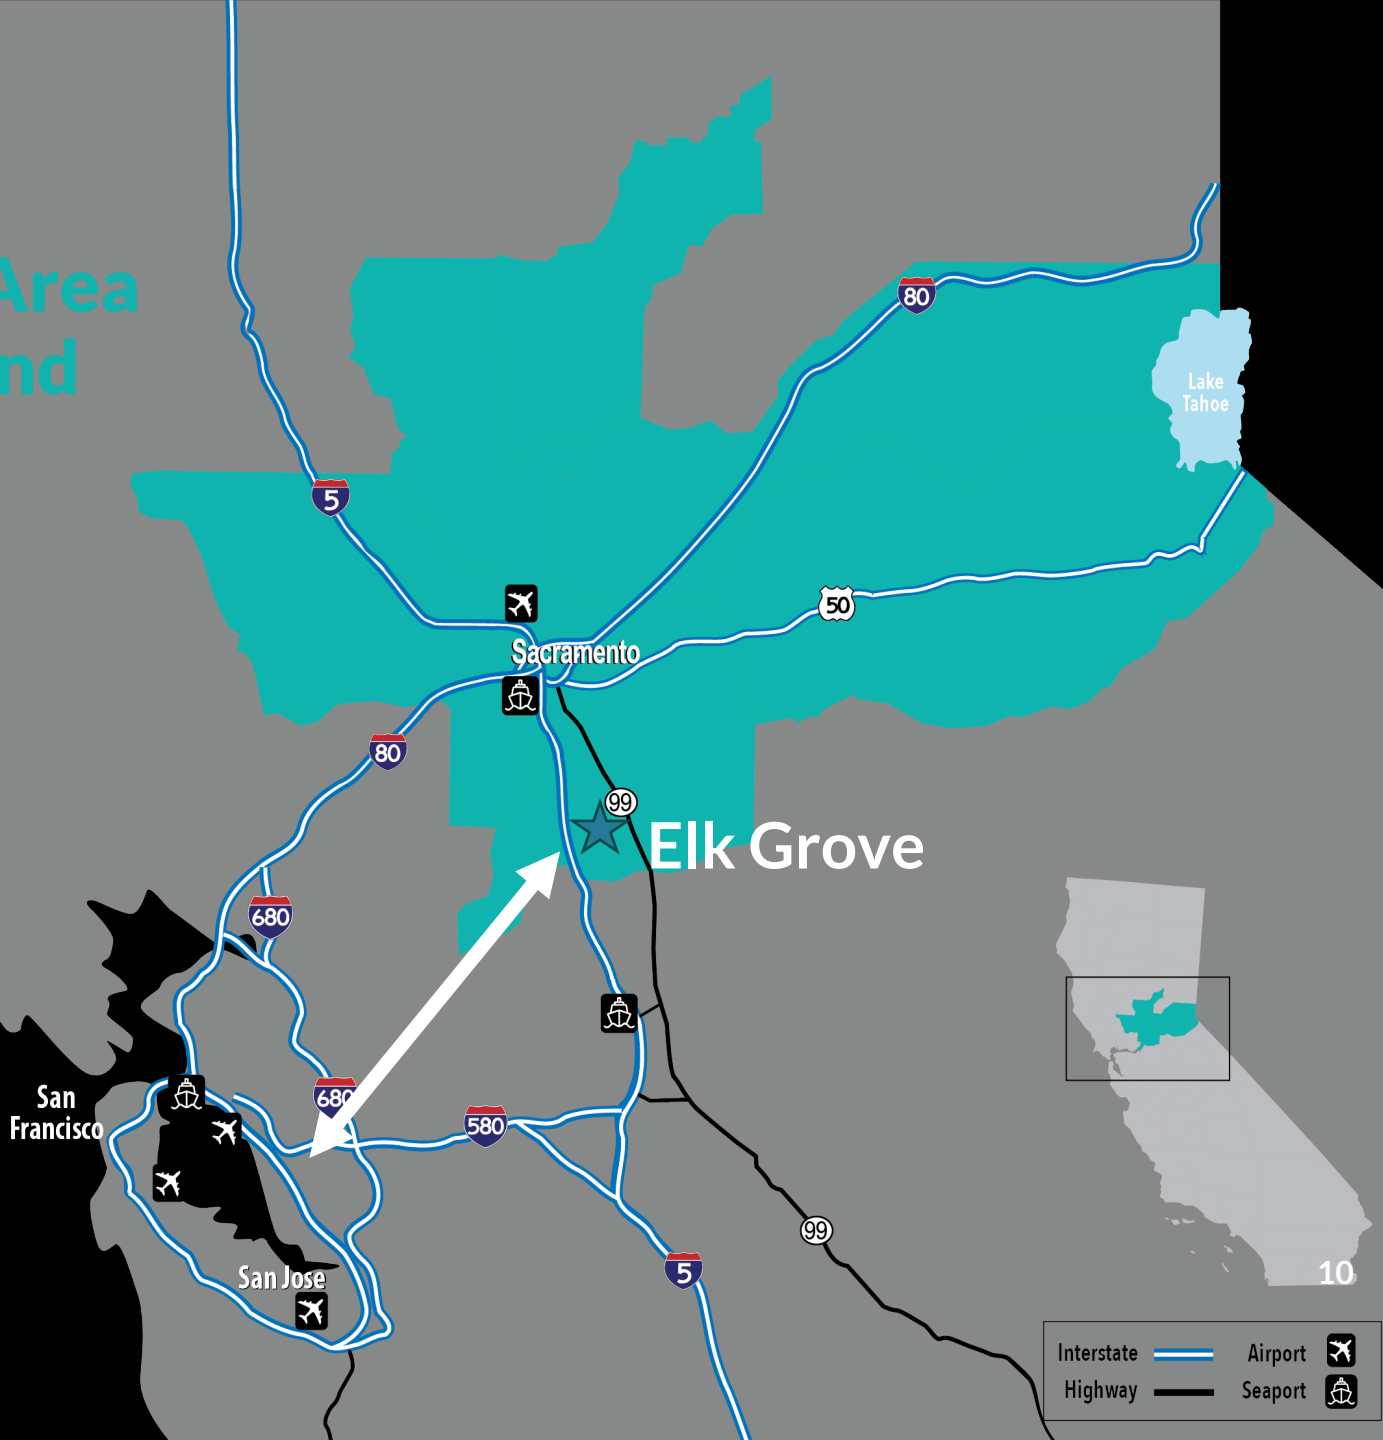 Area
nd
80
Lake
Tahoe
5
50
Sacramento
80
99
Elk Grove
680
San
Francisco
680
580
99
5
San Jose
10
Interstate
Airport
Highway
Seaport